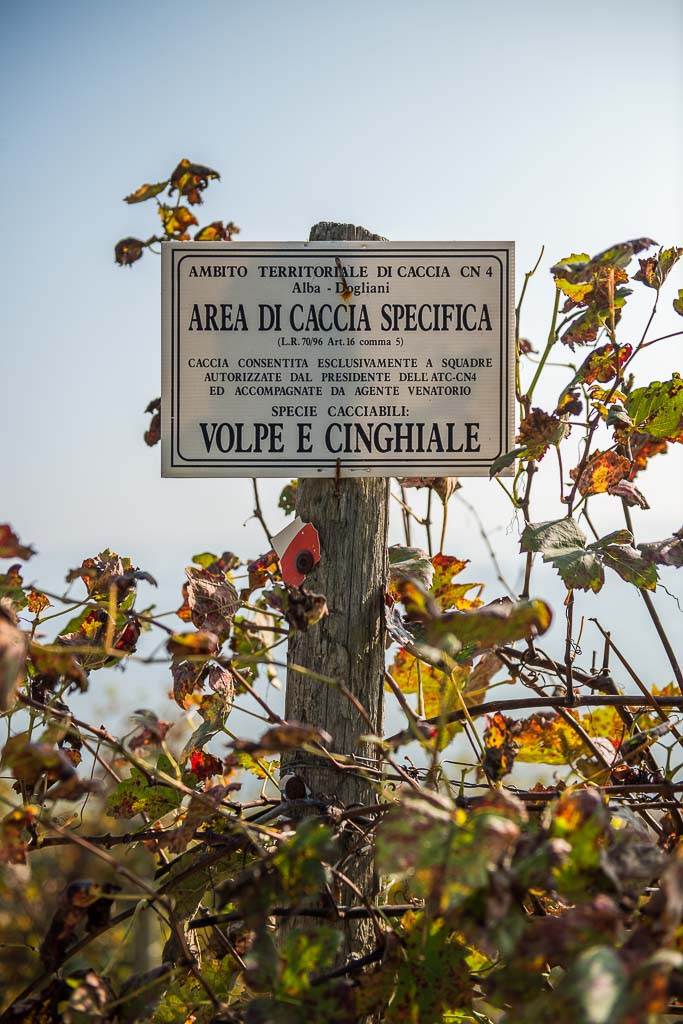 AMBITO TERRITORIALE DI CACCIA CN 4
Alba - Dogliani
AREA DI CACCIA SPECIFICA
(L.R. 70/96 Art. 16 comma 5)
CACCIA CONSENTITA ESCLUSIVAMENTE A SQUADRE
AUTORIZZATE DAL PRESIDENTE DELL'ATC-CN4
ED ACCOMPAGNATE DA AGENTE VENATORIO
SPECIE CACCIABILI:
VOLPE E CINGHIALE